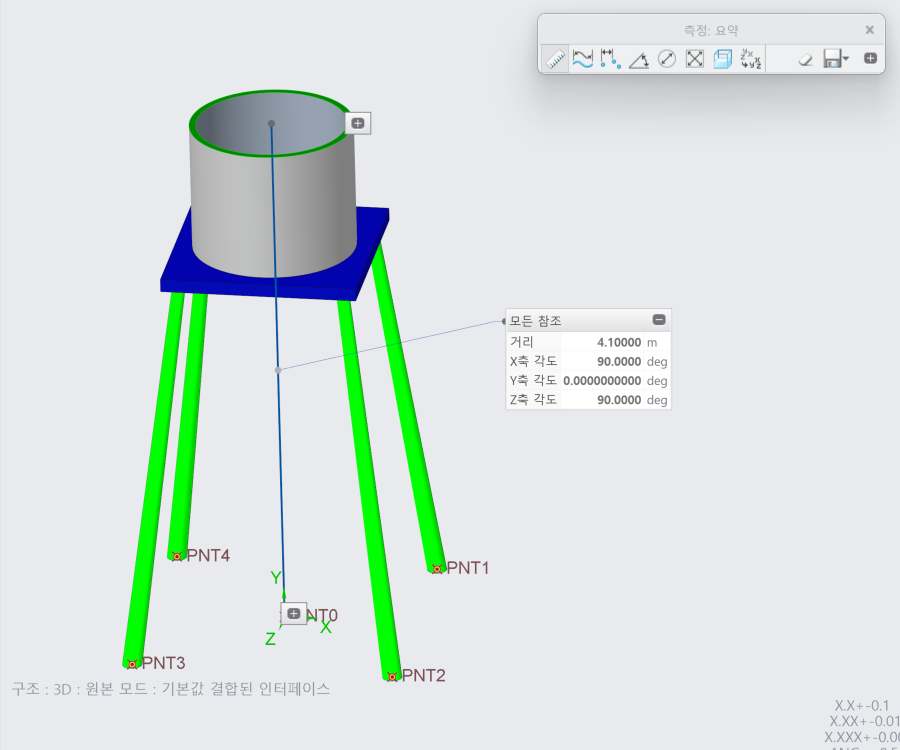 측정: 요약
모든 참조
거리 4.10000 m
X축 각도 90.0000 deg
Y축 각도 0.0000000000 deg
Z축 각도 90.0000 deg
PNT4
PNT1
Y
NT0
X
Z
PNT3
PNT2
구조 : 3D : 원본 모드 : 기본값 결합된 인터페이스
X.X+-0.1
X.XX+-0.01